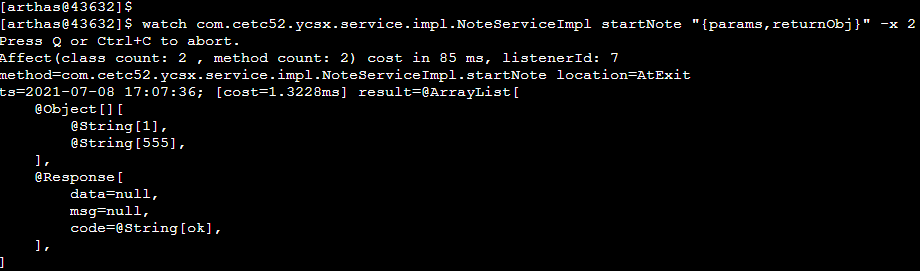 [arthas@43632]$
[arthas@43632]$ watch com.cetc52.ycsx.service.impl.NoteServiceImpl startNote "{params,returnObj}" -x 2
Press Q or Ctrl+C to abort.
Affect(class count: 2 , method count: 2) cost in 85 ms, listenerId: 7
method=com.cetc52.ycsx.service.impl.NoteServiceImpl.startNote location=AtExit
ts=2021-07-08 17:07:36; [cost=1.3228ms] result=@ArrayList[
    @Object[][
        @String[1],
        @String[555],
    ],
    @Response[
        data=null,
        msg=null,
        code=@String[ok],
    ],
]